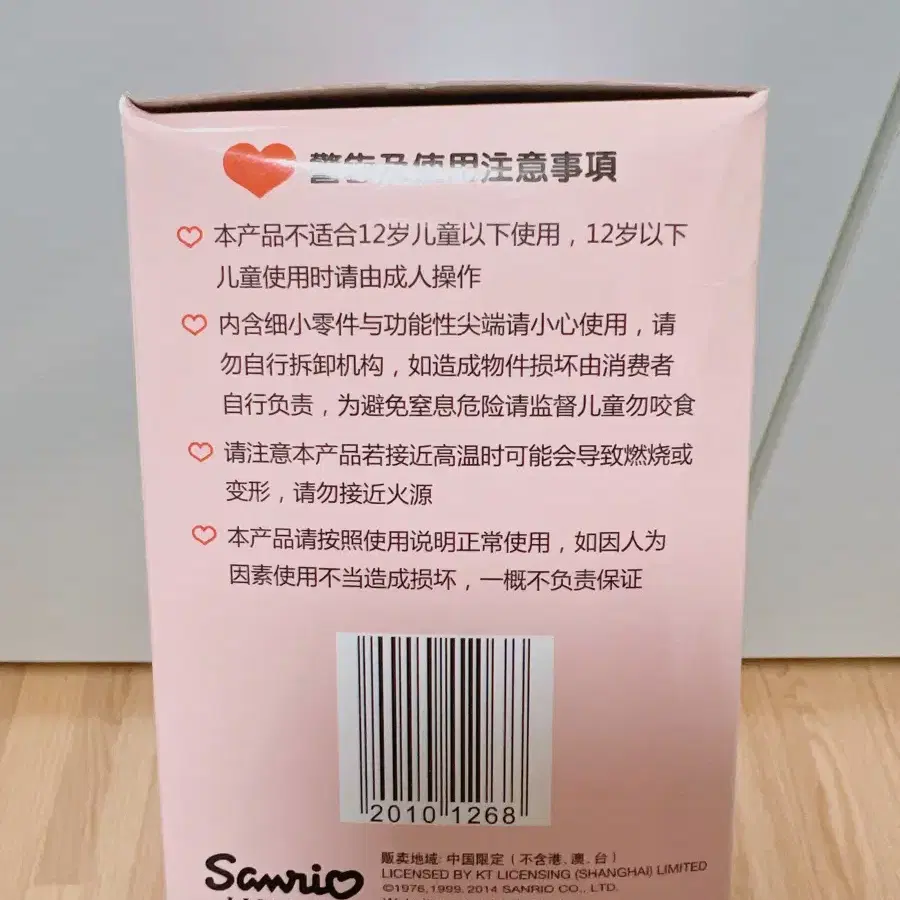 警告及使用注意事項
本产品不适合12岁儿童以下使用，12岁以下
儿童使用时请由成人操作
内含细小零件与功能性尖端请小心使用，请
勿自行拆卸机构，如造成物件损坏由消费者
自行负责，为避免窒息危险请监督儿童勿咬食
请注意本产品若接近高温时可能会导致燃烧或
变形，请勿接近火源
本产品请按照使用说明正常使用，如因人为
因素使用不当造成损坏，一概不负责保证
2010 1268
Sanrio
贩卖地域: 中国限定（不含港、澳、台）
LICENSED BY KT LICENSING (SHANGHAI) LIMITED
©1976,1999, 2014 SANRIO CO., LTD.